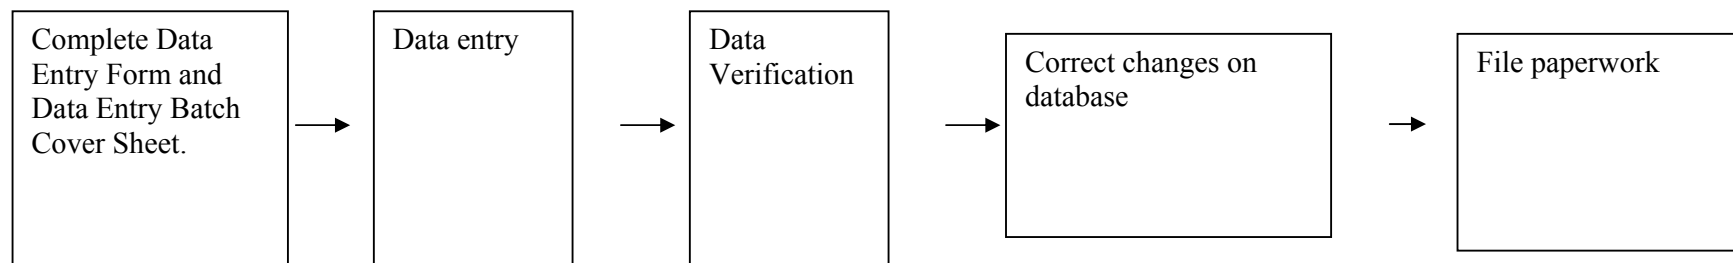 Complete Data
Entry Form and
Data Entry Batch
Cover Sheet.
Data entry
Data
Verification
Correct changes on
database
File paperwork